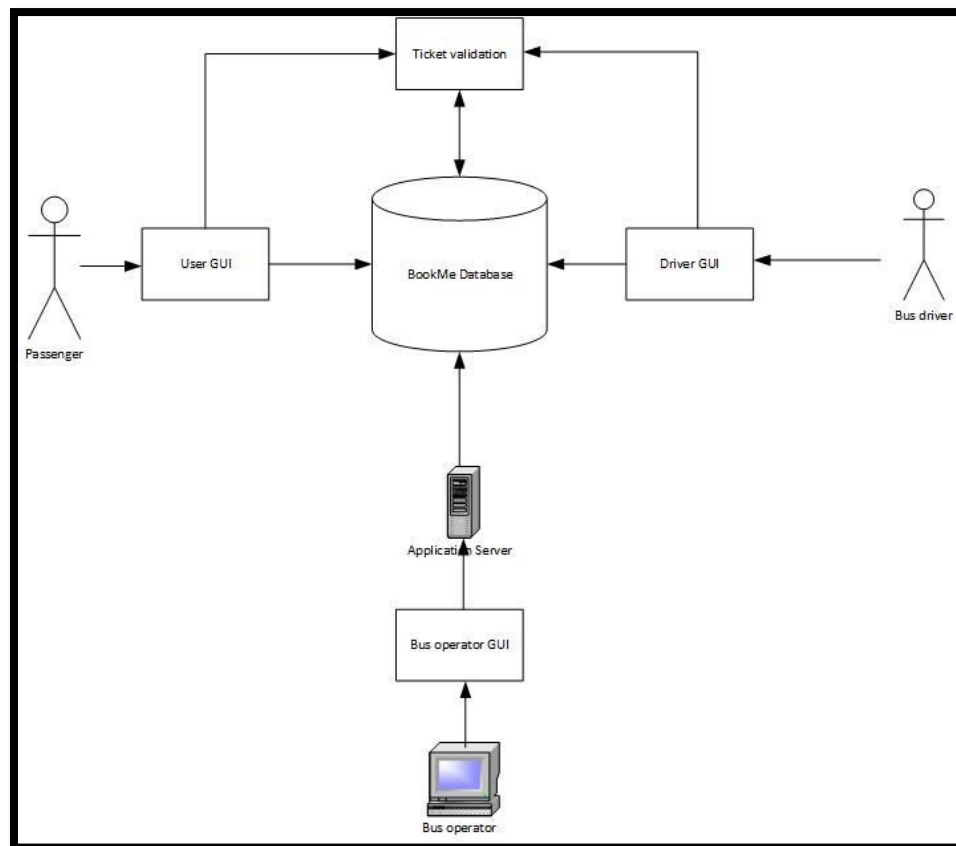 Ticket validation
User GUI
BookMe Database
Driver GUI
Bus driver
Passenger
Application Server
Bus operator GUI
Bus operator